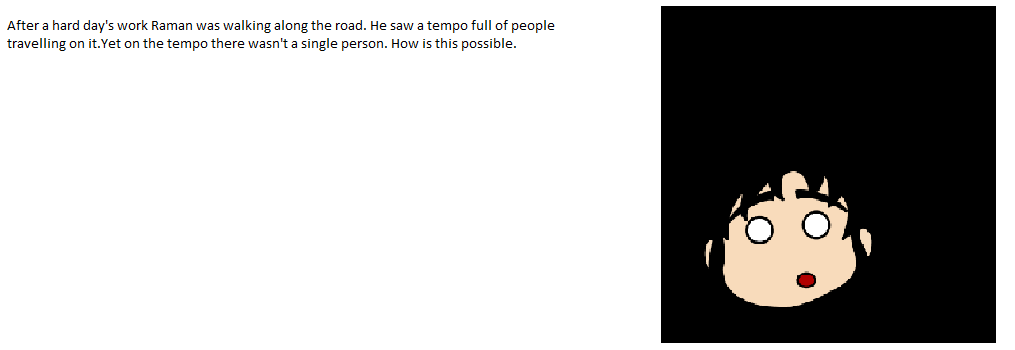 After a hard day's work Raman was walking along the road. He saw a tempo full of people
travelling on it.Yet on the tempo there wasn't a single person. How is this possible.